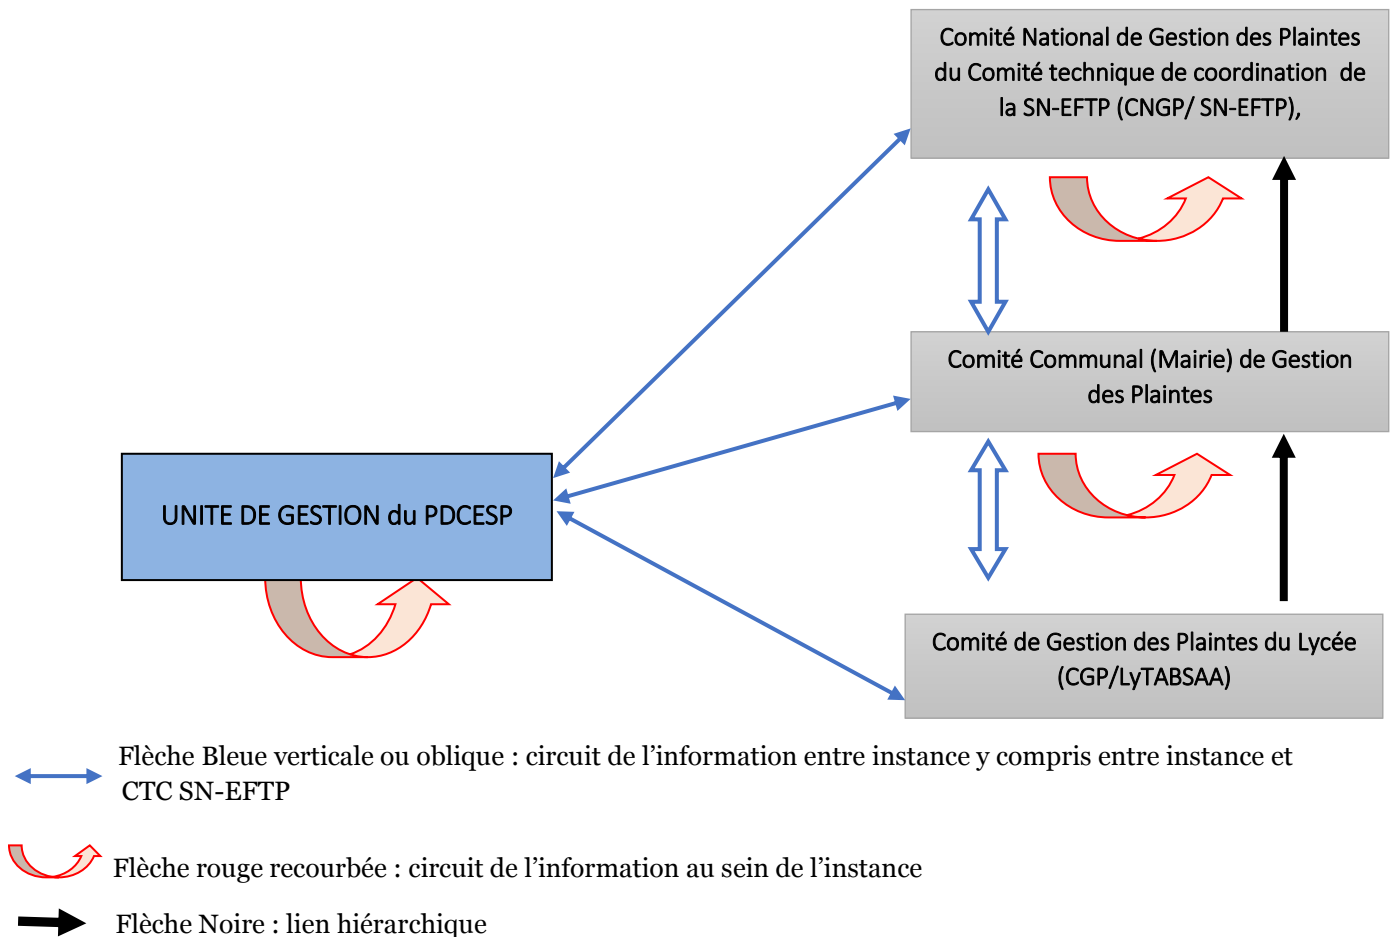 Comité National de Gestion des Plaintes
du Comité technique de coordination de
la SN-EFTP (CNGP/ SN-EFTP),
Comité Communal (Mairie) de Gestion
des Plaintes
UNITE DE GESTION du PDCESP
Comité de Gestion des Plaintes du Lycée
(CGP/LyTABSAA)
Flèche Bleue verticale ou oblique : circuit de l’information entre instance y compris entre instance et
CTC SN-EFTP
Flèche rouge recourbée : circuit de l’information au sein de l’instance
Flèche Noire : lien hiérarchique